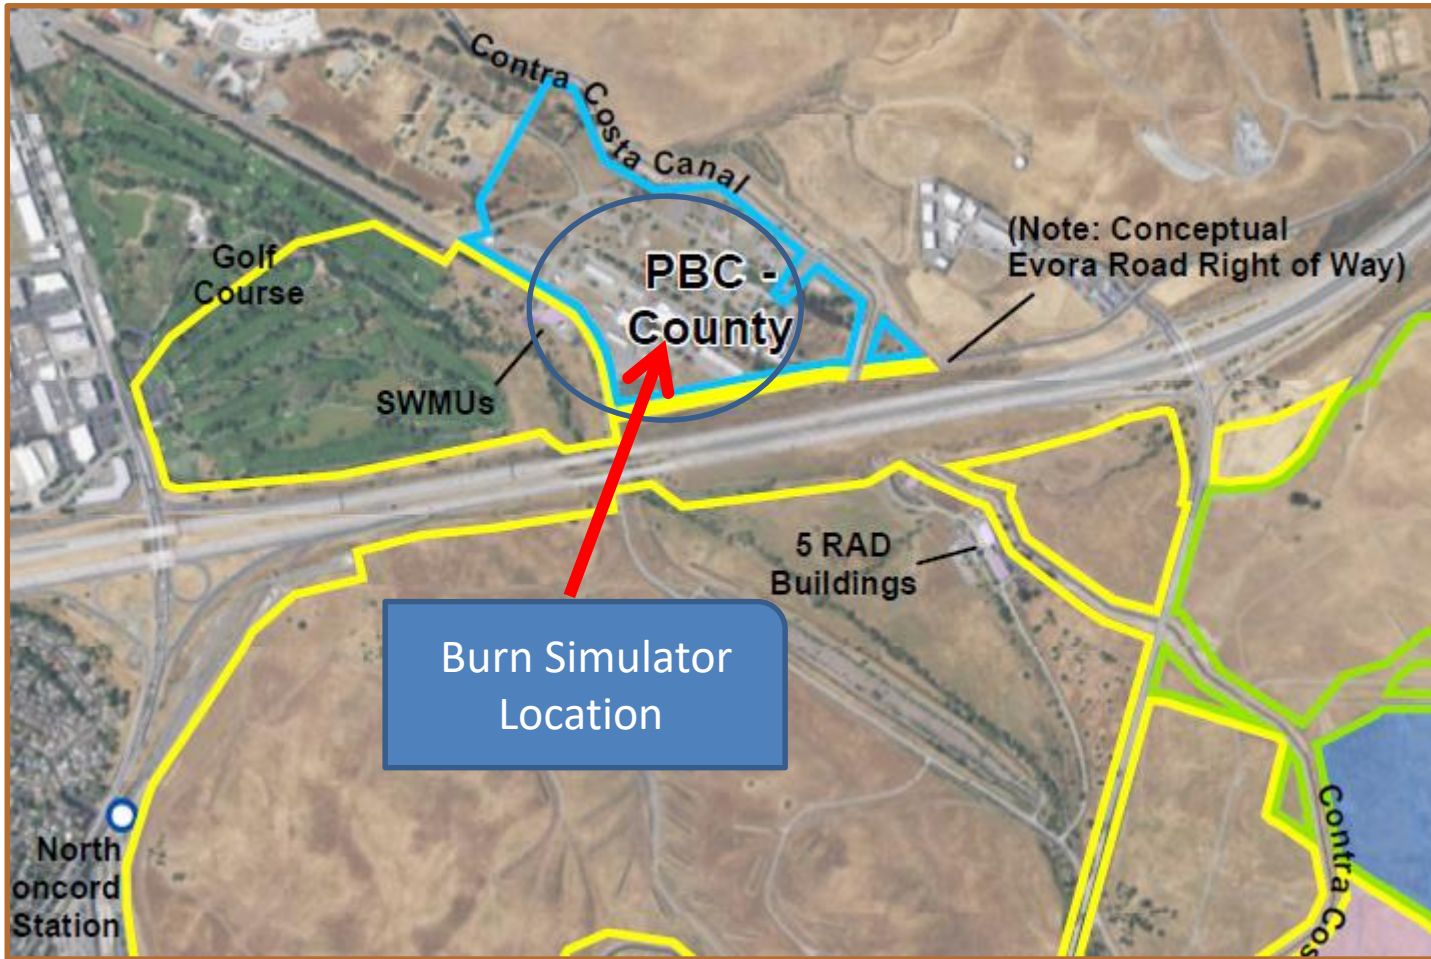 Contra Costa Canal
Golf
Course
PBC -
County
(Note: Conceptual
Evora Road Right of Way)
SWMUs
5 RAD
Buildings
Burn Simulator
Location
North
oncord
Station
Contra Cos